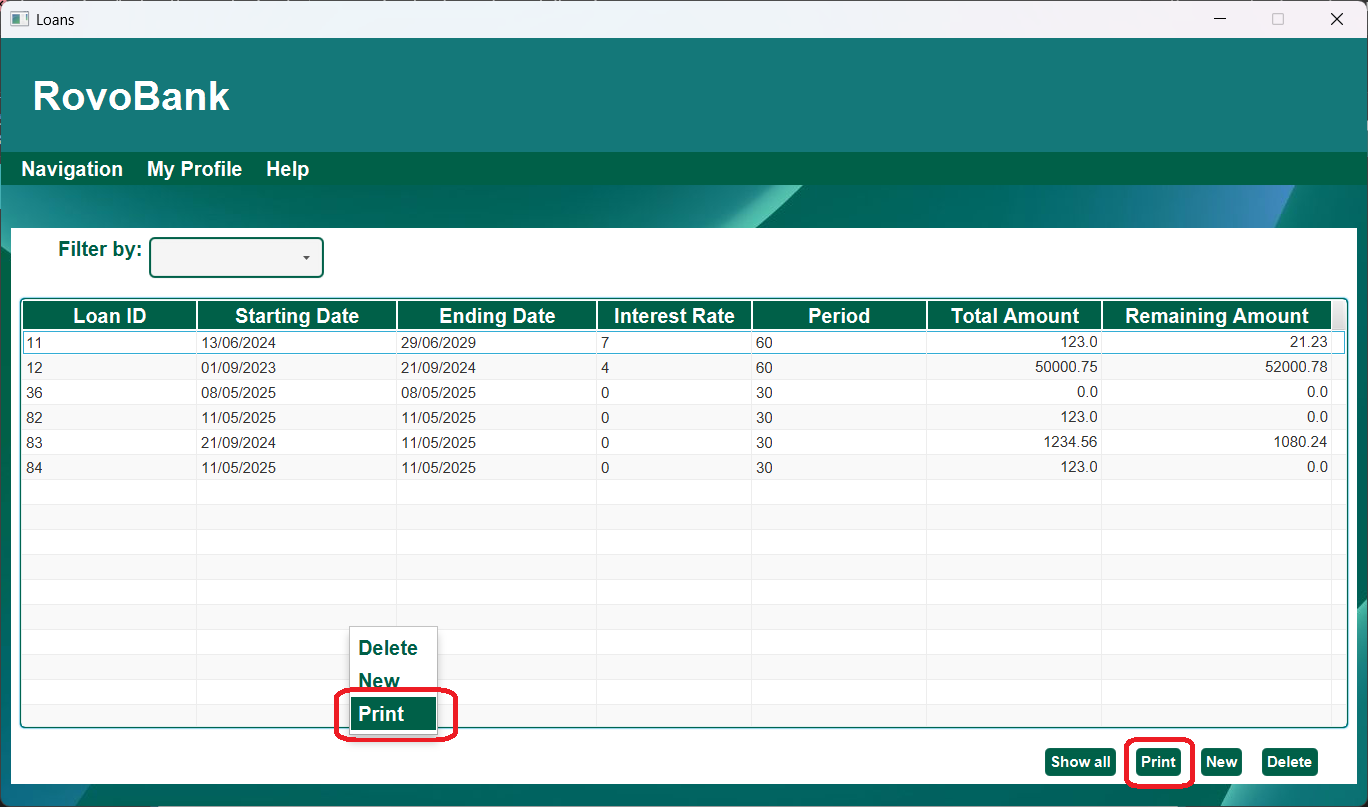 Loans
RovoBank
Navigation My Profile Help
Filter by:
Loan ID Starting Date Ending Date Interest Rate Period Total Amount Remaining Amount
11 13/06/2024 29/06/2029 7 60 123.0 21.23
12 01/09/2023 21/09/2024 4 60 50000.75 52000.78
36 08/05/2025 08/05/2025 0 30 0.0 0.0
82 11/05/2025 11/05/2025 0 30 123.0 0.0
83 21/09/2024 11/05/2025 0 30 1234.56 1080.24
84 11/05/2025 11/05/2025 0 30 123.0 0.0
Delete
New
Print
Show all Print New Delete